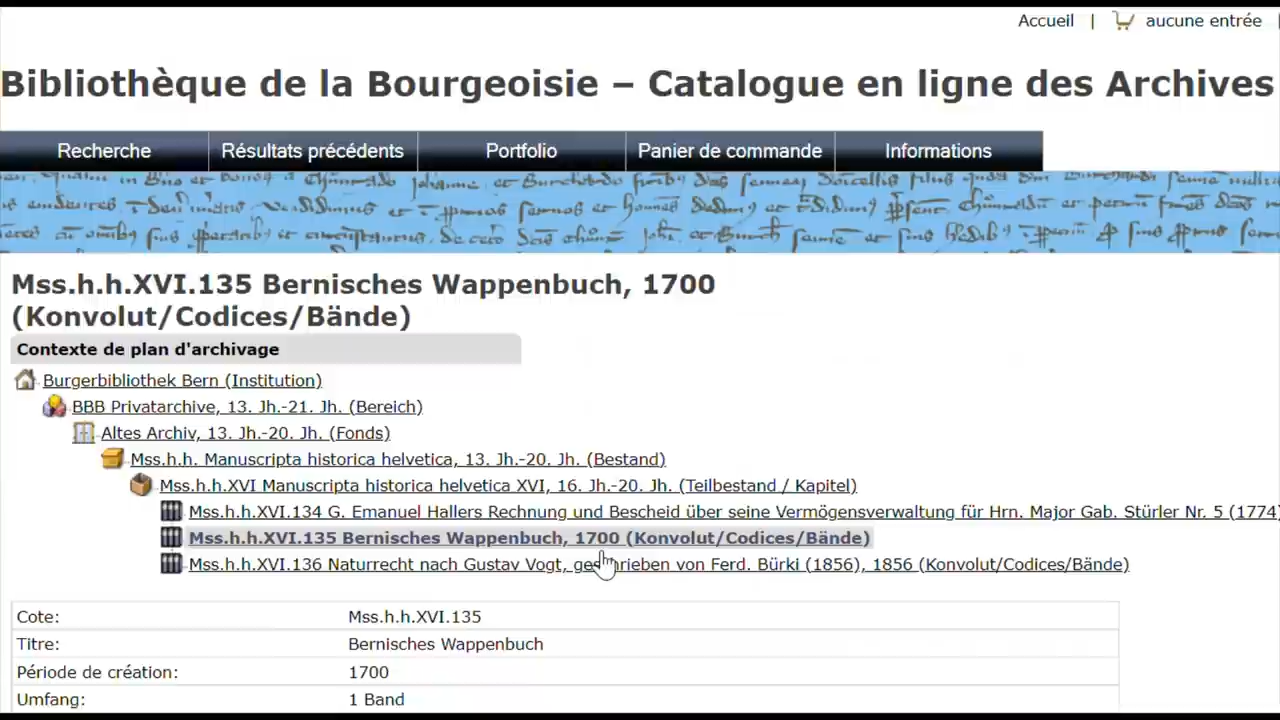 Accueil | aucune entrée |
Bibliothèque de la Bourgeoisie – Catalogue en ligne des Archives
Recherche Résultats précédents Portfolio Panier de commande Informations
Mss.h.h.XVI.135 Bernisches Wappenbuch, 1700
(Konvolut/Codices/Bände)
Contexte de plan d'archivage
Burgerbibliothek Bern (Institution)
BBB Privatarchive, 13. Jh.-21. Jh. (Bereich)
Altes Archiv, 13. Jh.-20. Jh. (Fonds)
Mss.h.h. Manuscripta historica helvetica, 13. Jh.-20. Jh. (Bestand)
Mss.h.h.XVI Manuscripta historica helvetica XVI, 16. Jh.-20. Jh. (Teilbestand / Kapitel)
Mss.h.h.XVI.134 G. Emanuel Hallers Rechnung und Bescheid über seine Vermögensverwaltung für Hrn. Major Gab. Stürler Nr. 5 (1774)
Mss.h.h.XVI.135 Bernisches Wappenbuch, 1700 (Konvolut/Codices/Bände)
Mss.h.h.XVI.136 Naturrecht nach Gustav Vogt, geschrieben von Ferd. Bürki (1856), 1856 (Konvolut/Codices/Bände)
Cote: Mss.h.h.XVI.135
Titre: Bernisches Wappenbuch
Période de création: 1700
Umfang: 1 Band